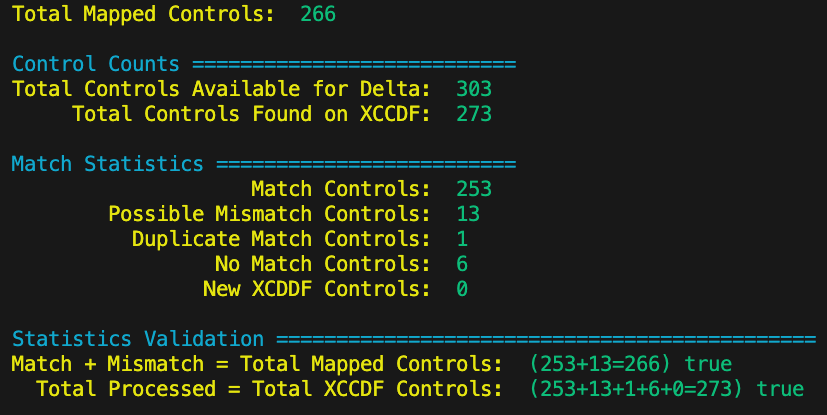 Total Mapped Controls: 266
Control Counts ===========================
Total Controls Available for Delta: 303
Total Controls Found on XCCDF: 273
Match Statistics =========================
Match Controls: 253
Possible Mismatch Controls: 13
Duplicate Match Controls: 1
No Match Controls: 6
New XCDDF Controls: 0
Statistics Validation =============================================
Match + Mismatch = Total Mapped Controls: (253+13=266) true
Total Processed = Total XCCDF Controls: (253+13+1+6+0=273) true